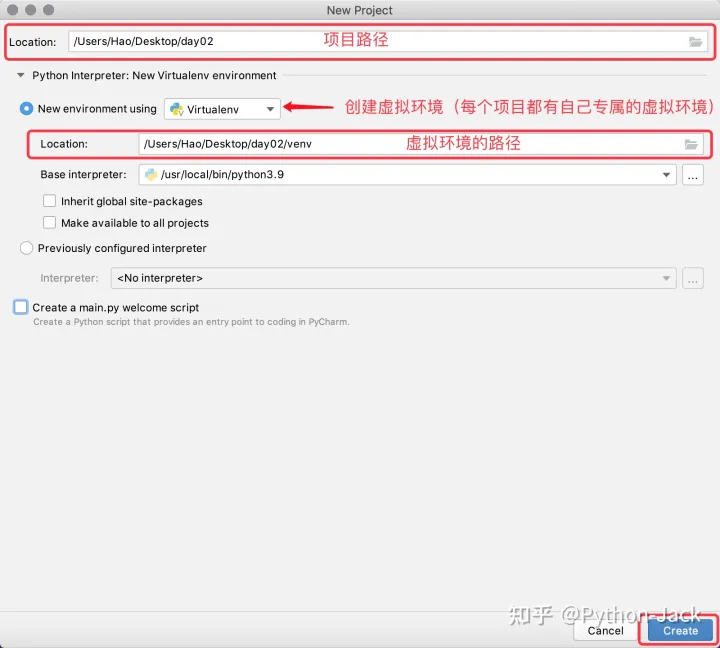 New Project
Location: /Users/Hao/Desktop/day02 项目路径
Python Interpreter: New Virtualenv environment
New environment using Virtualenv 创建虚拟环境（每个项目都有自己专属的虚拟环境）
Location: /Users/Hao/Desktop/day02/venv 虚拟环境的路径
Base interpreter: /usr/local/bin/python3.9 ...
Inherit global site-packages
Make available to all projects
Previously configured interpreter
Interpreter: <No interpreter> ...
Create a main.py welcome script
Create a Python script that provides an entry point to coding in PyCharm.
知乎 @Python-Jack
Cancel Create